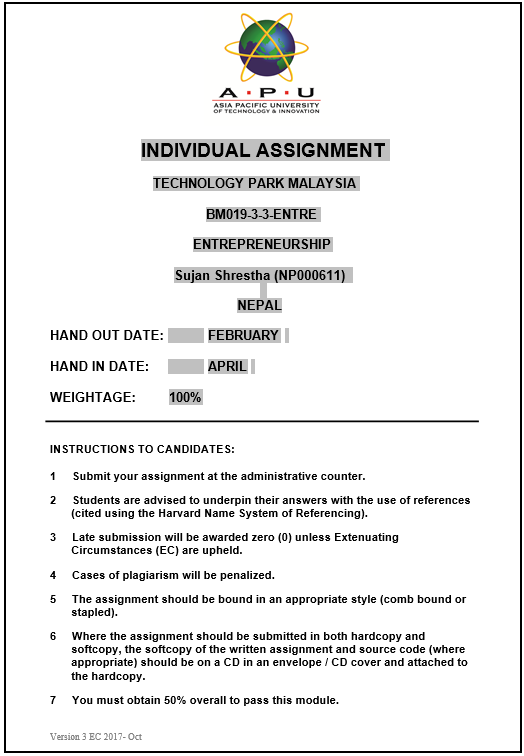 A · P · U
ASIA PACIFIC UNIVERSITY
OF TECHNOLOGY & INNOVATION
INDIVIDUAL ASSIGNMENT
TECHNOLOGY PARK MALAYSIA
BM019-3-3-ENTRE
ENTREPRENEURSHIP
Sujan Shrestha (NP000611)
NEPAL
HAND OUT DATE: FEBRUARY
HAND IN DATE: APRIL
WEIGHTAGE: 100%
INSTRUCTIONS TO CANDIDATES:
1 Submit your assignment at the administrative counter.
2 Students are advised to underpin their answers with the use of references
(cited using the Harvard Name System of Referencing).
3 Late submission will be awarded zero (0) unless Extenuating
Circumstances (EC) are upheld.
4 Cases of plagiarism will be penalized.
5 The assignment should be bound in an appropriate style (comb bound or
stapled).
6 Where the assignment should be submitted in both hardcopy and
softcopy, the softcopy of the written assignment and source code (where
appropriate) should be on a CD in an envelope / CD cover and attached to
the hardcopy.
7 You must obtain 50% overall to pass this module.
Version 3 EC 2017- Oct